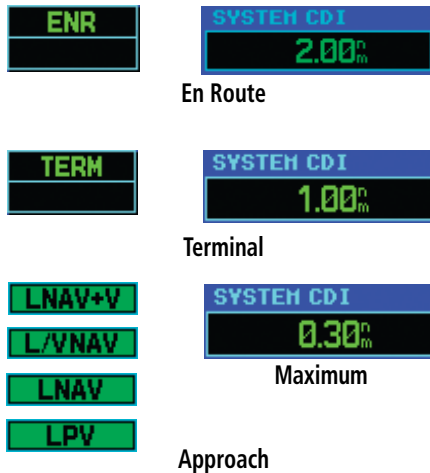 ENR
SYSTEM CDI
2.00nm
En Route
TERM
SYSTEM CDI
1.00nm
Terminal
LNAV+V
SYSTEM CDI
L/VNAV
0.30nm
LNAV
Maximum
LPV
Approach